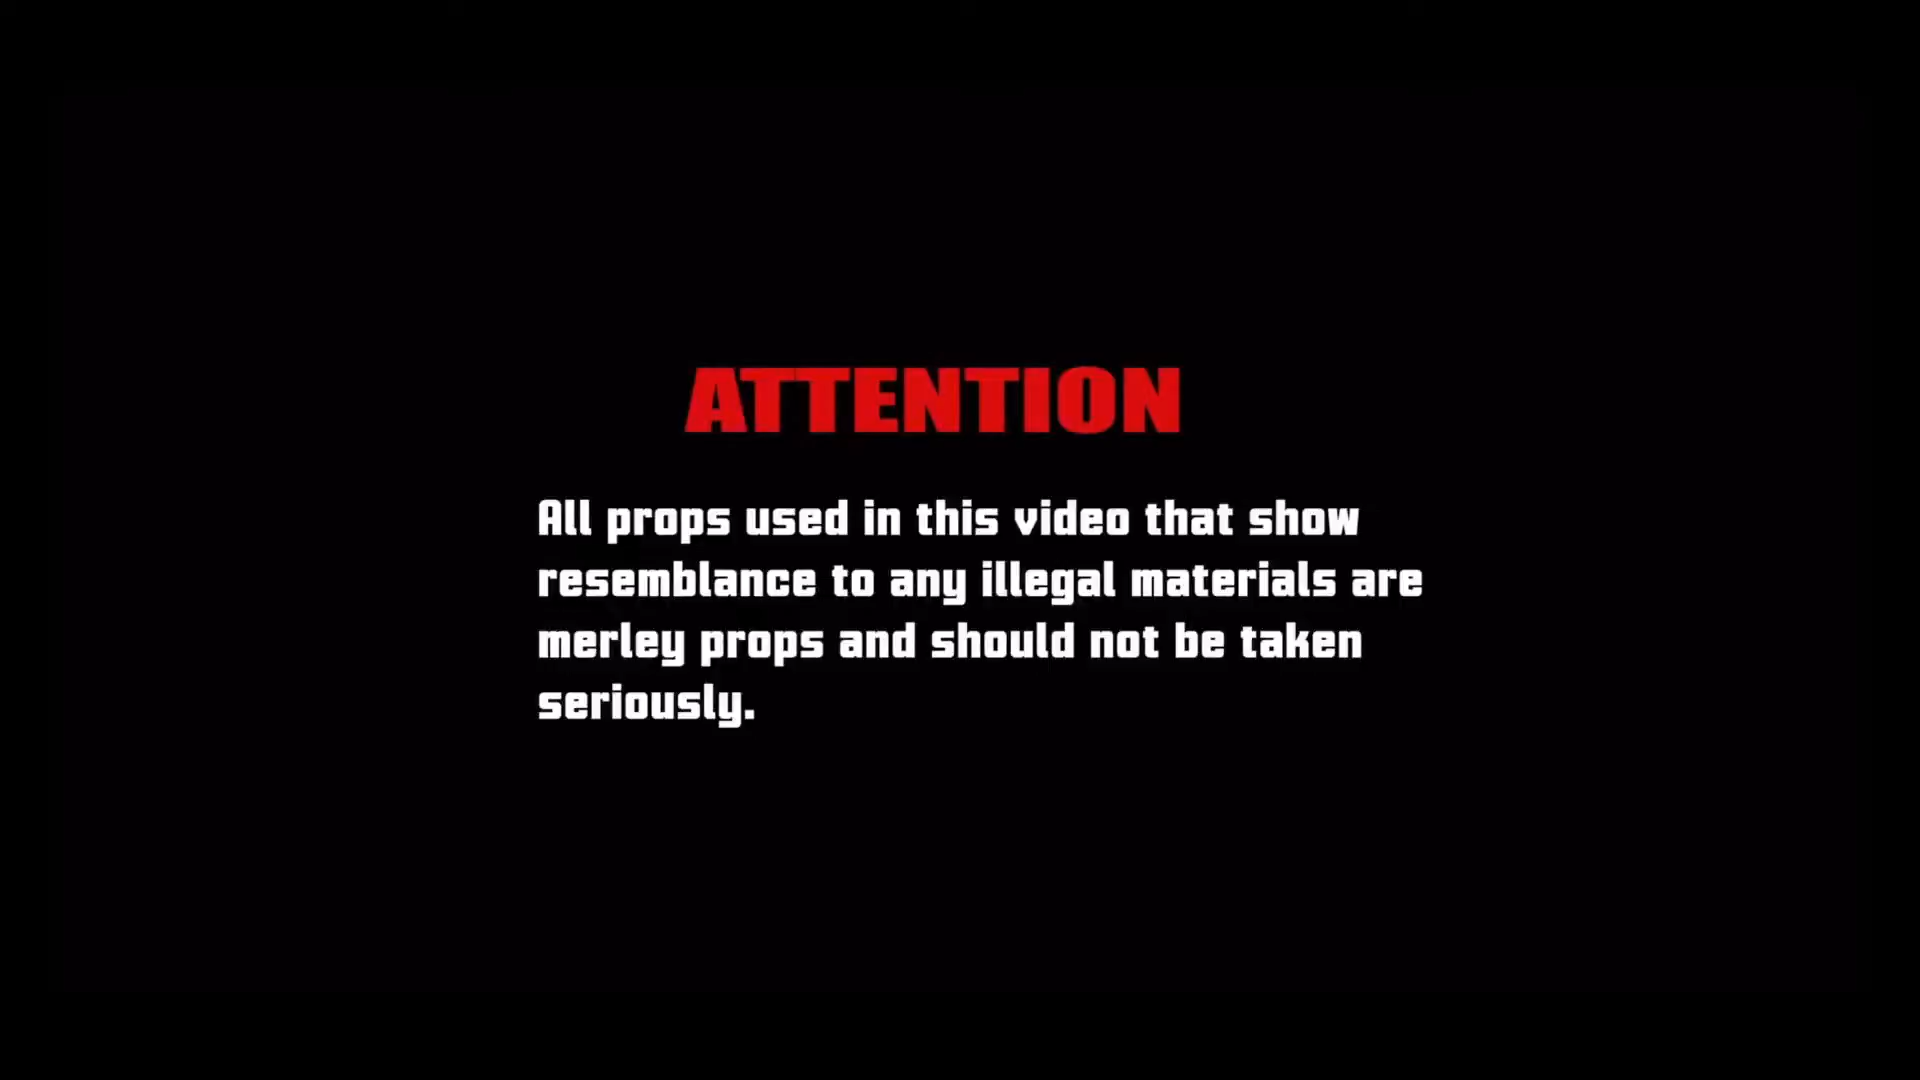 ATTENTION
All props used in this video that show
resemblance to any illegal materials are
merley props and should not be taken
seriously.